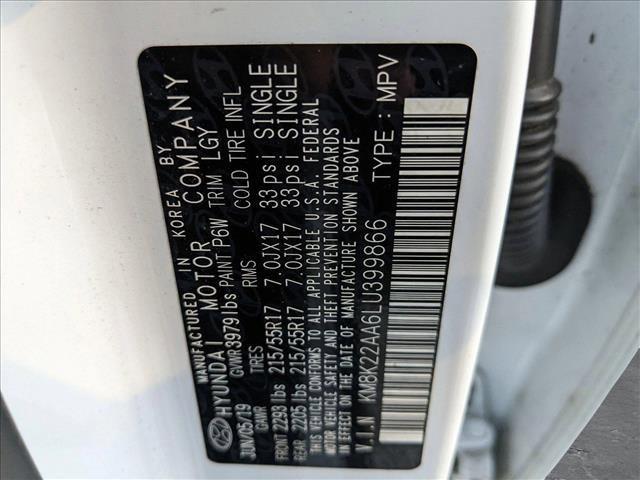 HYUNDAI MOTOR COMPANY
MADE IN KOREA BY
JUN/05/19 GVWR 3979 lbs PAINT P6W TRIM LGY
GAWR TIRES RIMS COLD TIRE INFL
FRONT 2293 lbs 215/55R17 7.0JX17 33psi SINGLE
REAR 2205 lbs 215/55R17 7.0JX17 33psi SINGLE
THIS VEHICLE CONFORMS TO ALL APPLICABLE U.S.A. FEDERAL
MOTOR VEHICLE SAFETY AND THEFT PREVENTION STANDARDS
IN EFFECT ON THE DATE OF MANUFACTURE SHOWN ABOVE
V.I.N KM8K22AA6LU399866 TYPE : MPV